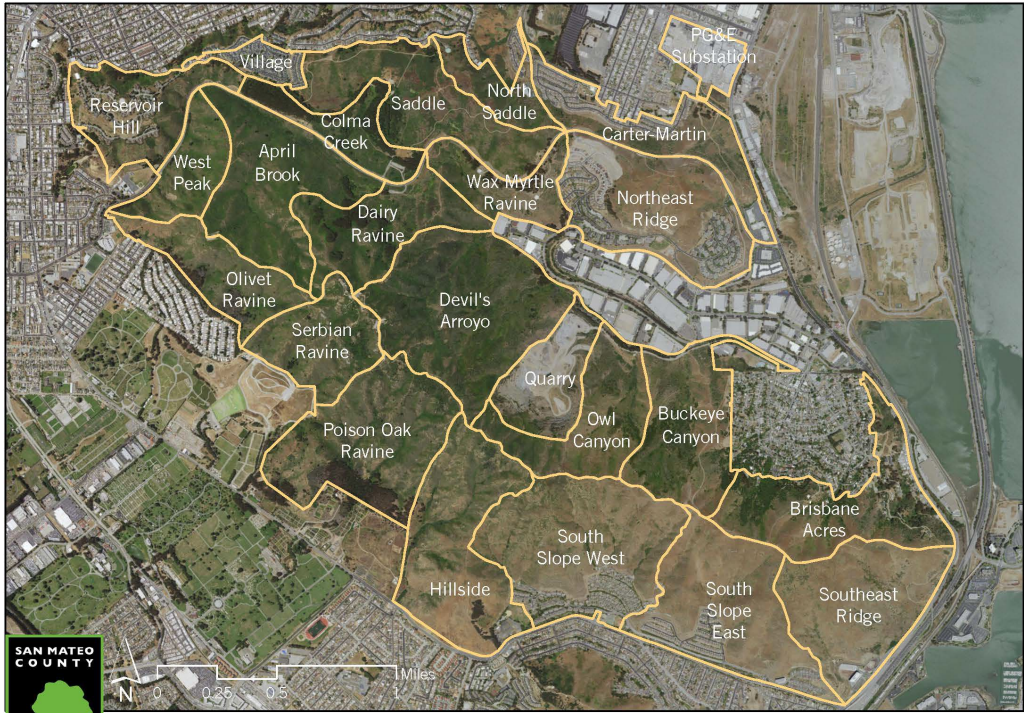 PG&E
Substation
Village
Reservoir
Hill
Saddle
North
Saddle
Colma
Creek
Carter-Martin
West
Peak
April
Brook
Wax Myrtle
Ravine
Northeast
Ridge
Dairy
Ravine
Olivet
Ravine
Devil's
Arroyo
Serbian
Ravine
Quarry
Owl
Canyon
Buckeye
Canyon
Poison Oak
Ravine
Brisbane
Acres
South
Slope West
Hillside
South
Slope
East
Southeast
Ridge
SAN MATEO
COUNTY
N
Miles
0 0.25 0.5 1